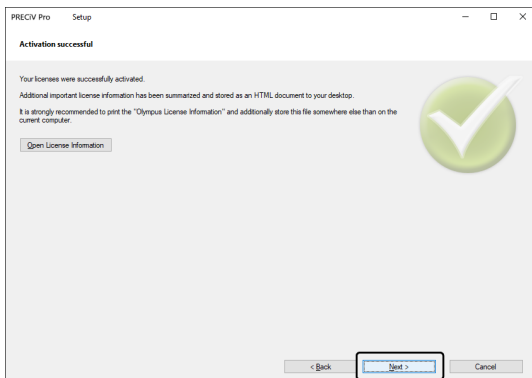 PRECiV Pro Setup
Activation successful
Your licenses were successfully activated.
Additional important license information has been summarized and stored as an HTML document to your desktop.
It is strongly recommended to print the "Olympus License Information" and additionally store this file somewhere else than on the
current computer.
Open License Information
< Back Next > Cancel